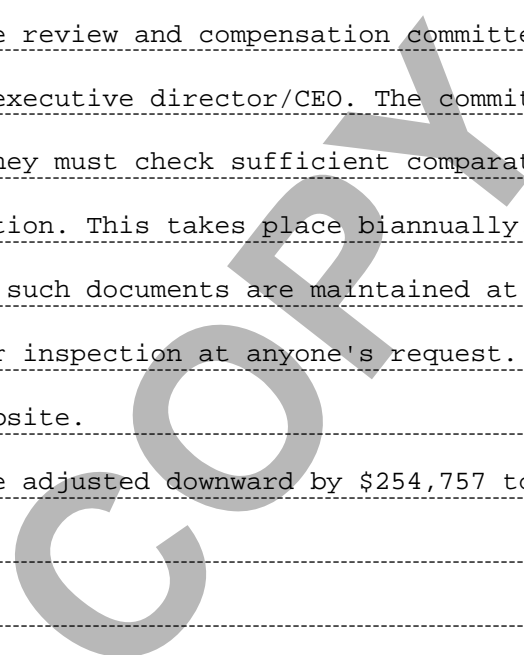 e review and compensation committe
executive director/CEO. The commit
hey must check sufficient comparat
tion. This takes place biannually
such documents are maintained at
r inspection at anyone's request.
bsite.
e adjusted downward by $254,757 to
COPY